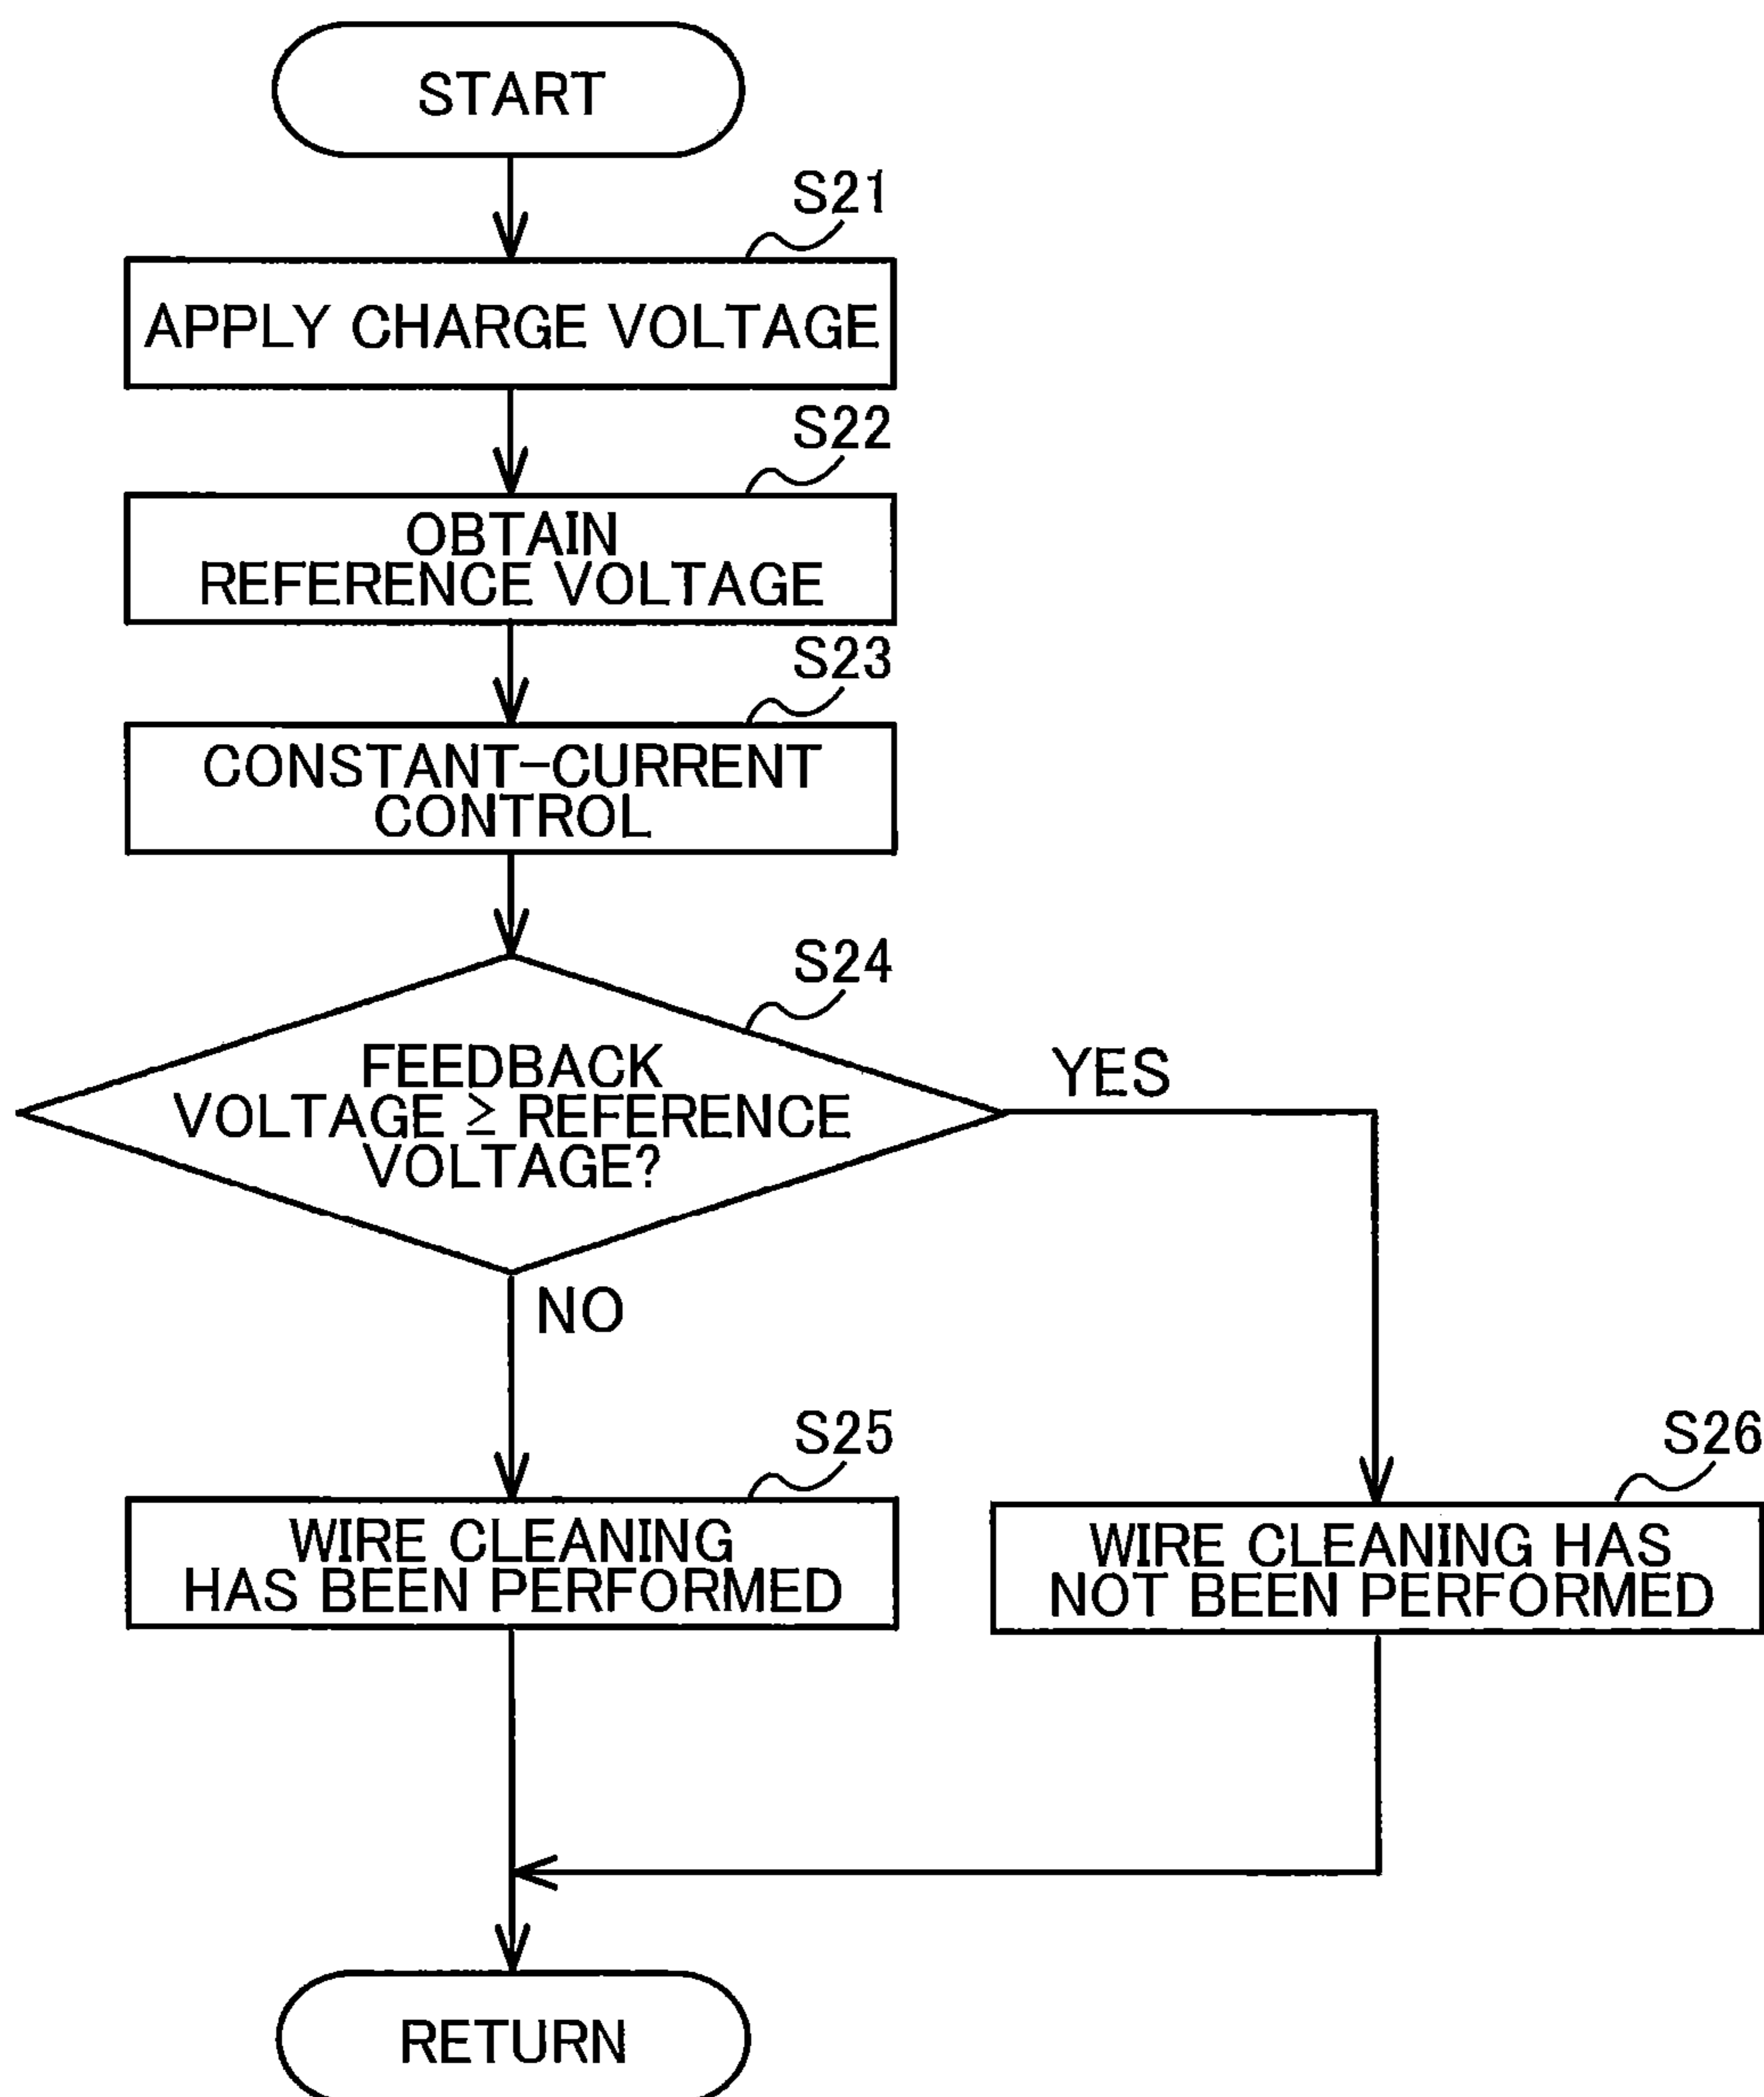 START
S21
APPLY CHARGE VOLTAGE
S22
OBTAIN
REFERENCE VOLTAGE
S23
CONSTANT-CURRENT
CONTROL
S24
FEEDBACK
VOLTAGE ≥ REFERENCE
VOLTAGE?
YES
NO
S25
WIRE CLEANING
HAS BEEN PERFORMED
S26
WIRE CLEANING HAS
NOT BEEN PERFORMED
RETURN